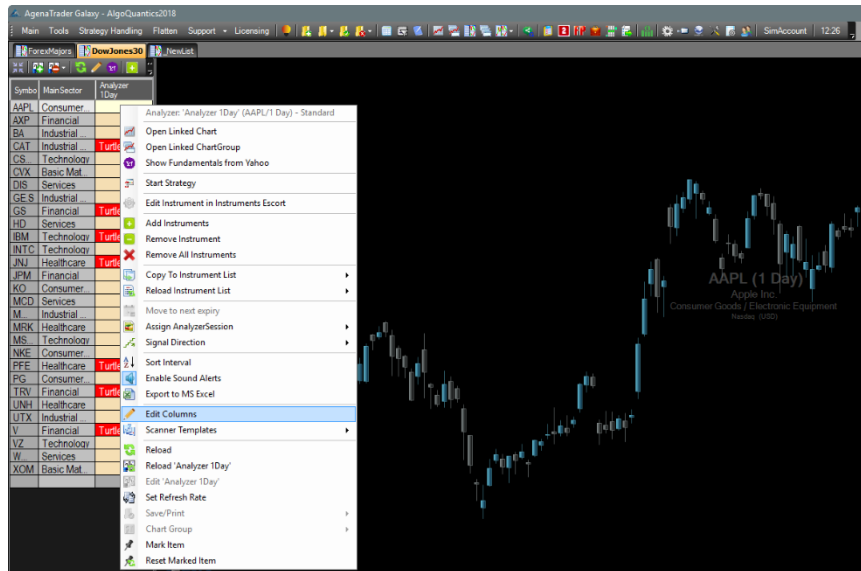 AgenaTrader Galaxy - AlgoQuantics2018
Main Tools Strategy Handling Flatten Support Licensing SimAccount 12:26
ForexMajors DowJones30 _NewList
Symbo MainSector Analyzer 1Day
AAPL Consumer...
AXP Financial
BA Industrial ...
CAT Industrial ... Turtle
CS... Technology
CVX Basic Mat...
DIS Services
GE.S Industrial ...
GS Financial Turtle
HD Services
IBM Technology Turtle
INTC Technology
JNJ Healthcare Turtle
JPM Financial
KO Consumer...
MCD Services
M... Industrial ...
MRK Healthcare
MS... Technology
NKE Consumer...
PFE Healthcare Turtle
PG Consumer...
TRV Financial Turtle
UNH Healthcare
UTX Industrial ...
V Financial Turtle
VZ Technology
W... Services
XOM Basic Mat...
Analyzer: 'Analyzer 1Day' (AAPL/1 Day) - Standard
Open Linked Chart
Open Linked ChartGroup
Show Fundamentals from Yahoo
Start Strategy
Edit Instrument in Instruments Escort
Add Instruments
Remove Instrument
Remove All Instruments
Copy To Instrument List
Reload Instrument List
Move to next expiry
Assign AnalyzerSession
Signal Direction
Sort Interval
Enable Sound Alerts
Export to MS Excel
Edit Columns
Scanner Templates
Reload
Reload 'Analyzer 1Day'
Edit 'Analyzer 1Day'
Set Refresh Rate
Save/Print
Chart Group
Mark Item
Reset Marked Item
AAPL (1 Day)
Apple Inc.
Consumer Goods / Electronic Equipment
Nasdaq (USD)